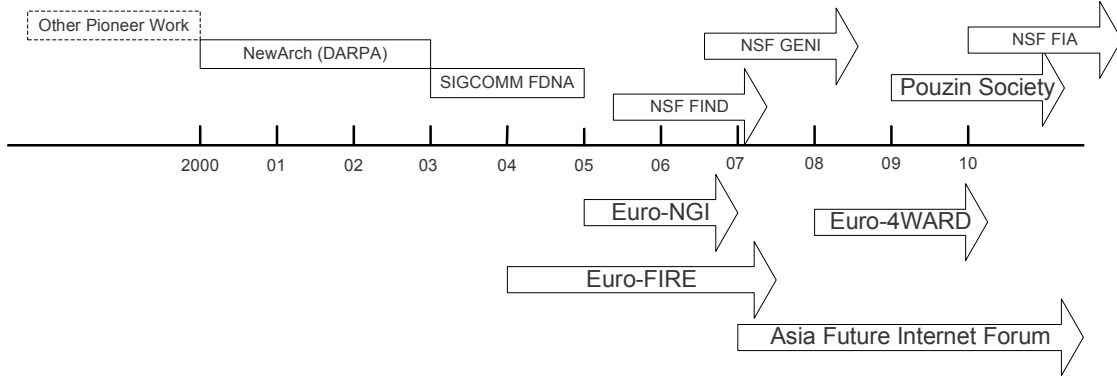 Other Pioneer Work
NewArch (DARPA)
SIGCOMM FDNA
NSF FIND
NSF GENI
Pouzin Society
NSF FIA
2000 01 02 03 04 05 06 07 08 09 10
Euro-NGI
Euro-4WARD
Euro-FIRE
Asia Future Internet Forum